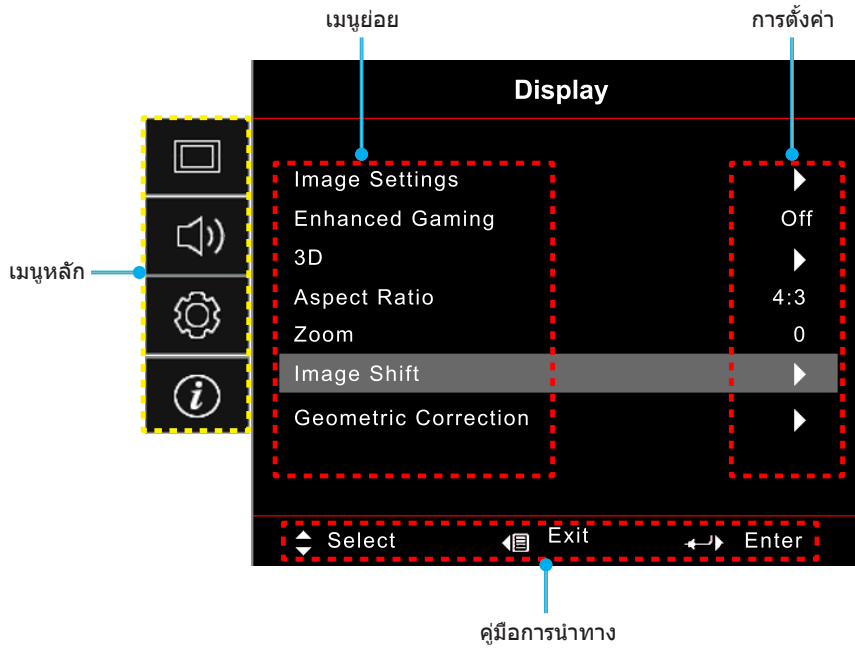 เมนูย่อย
การตั้งค่า
Display
Image Settings
Enhanced Gaming Off
3D
Aspect Ratio 4:3
Zoom 0
Image Shift
Geometric Correction
เมนูหลัก
i
Select Exit Enter
คู่มือการนำทาง